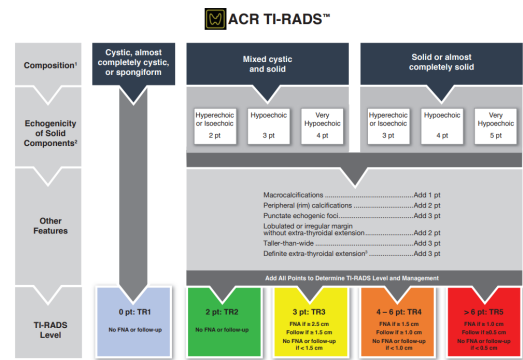 ACR TI-RADS™
Composition¹
Cystic, almost
completely cystic,
or spongiform
Mixed cystic
and solid
Solid or almost
completely solid
Echogenicity
of Solid
Components²
Hyperechoic
or Isoechoic
2 pt
Hypoechoic
3 pt
Very
Hypoechoic
4 pt
Hyperechoic
or Isoechoic
3 pt
Hypoechoic
4 pt
Very
Hypoechoic
5 pt
Other
Features
Macrocalcifications ........ Add 1 pt
Peripheral (rim) calcifications ........ Add 2 pt
Punctate echogenic foci ........ Add 3 pt
Lobulated or irregular margin
without extra-thyroidal extension ........ Add 2 pt
Taller-than-wide ........ Add 3 pt
Definite extra-thyroidal extension³ ........ Add 3 pt
Add All Points to Determine TI-RADS Level and Management
TI-RADS
Level
0 pt: TR1
No FNA or follow-up
2 pt: TR2
No FNA or follow-up
3 pt: TR3
FNA if ≥ 2.5 cm
Follow if ≥ 1.5 cm
No FNA or follow-up
if < 1.5 cm
4 – 6 pt: TR4
FNA if ≥ 1.5 cm
Follow if ≥1.0 cm
No FNA or follow-up
if < 1.0 cm
> 6 pt: TR5
FNA if ≥ 1.0 cm
Follow if ≥0.5 cm
No FNA or follow-up
if < 0.5 cm